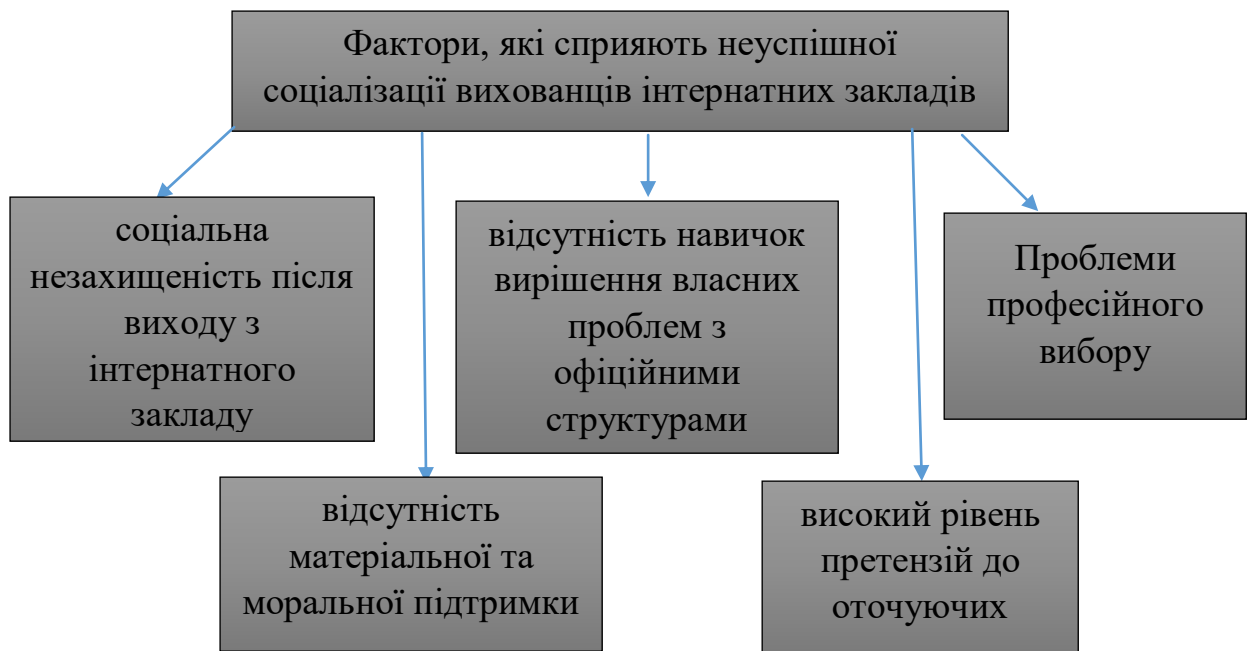 Фактори, які сприяють неуспішної
соціалізації вихованців інтернатних закладів
соціальна
незахищеність після
виходу з
інтернатного
закладу
відсутність навичок
вирішення власних
проблем з
офіційними
структурами
Проблеми
професійного
вибору
відсутність
матеріальної та
моральної підтримки
високий рівень
претензій до
оточуючих